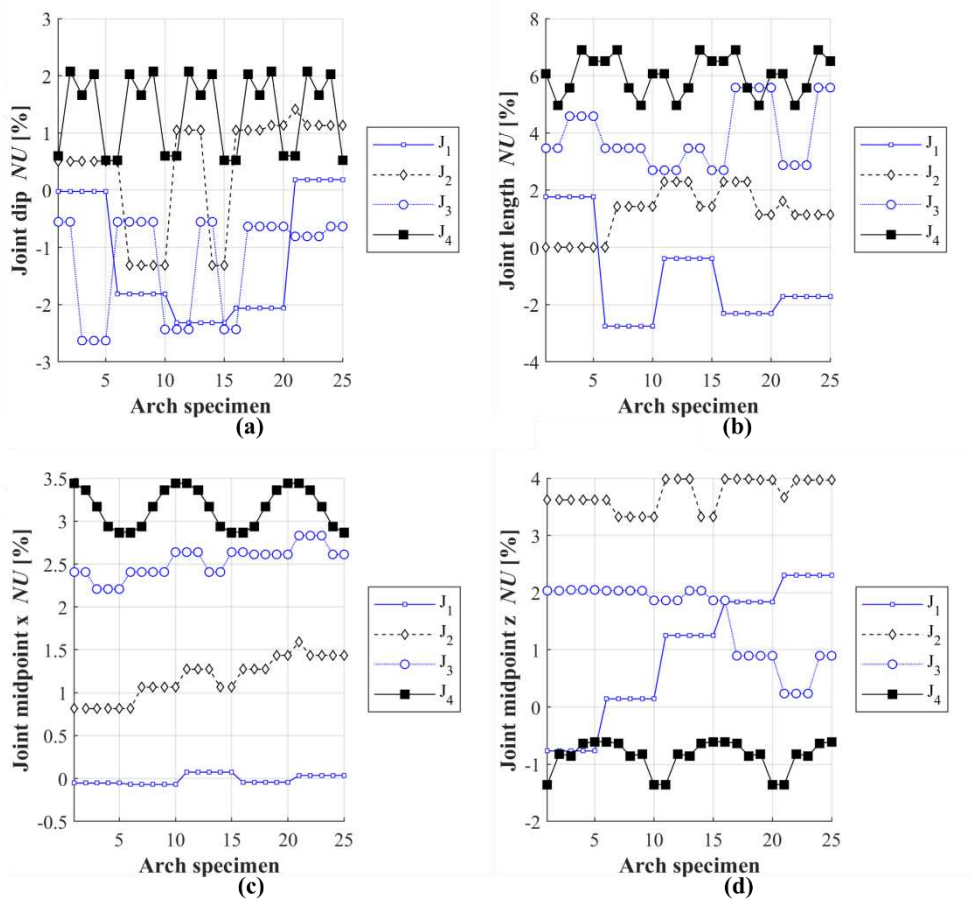 3
2
1
0
-1
-2
-3
Joint dip NU [%]
5 10 15 20 25
Arch specimen
(a)
J1
J2
J3
J4
8
6
4
2
0
-2
-4
Joint length NU [%]
5 10 15 20 25
Arch specimen
(b)
J1
J2
J3
J4
3.5
3
2.5
2
1.5
1
0.5
0
-0.5
Joint midpoint x NU [%]
5 10 15 20 25
Arch specimen
(c)
J1
J2
J3
J4
4
3
2
1
0
-1
-2
Joint midpoint z NU [%]
5 10 15 20 25
Arch specimen
(d)
J1
J2
J3
J4